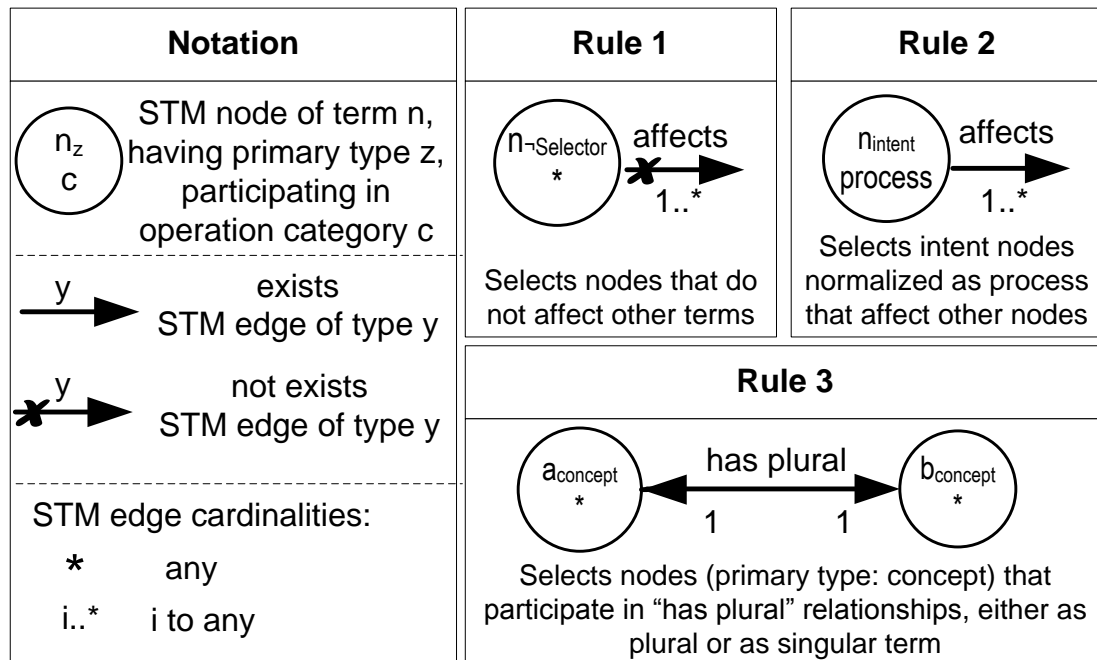 Notation
n_z
c
STM node of term n,
having primary type z,
participating in
operation category c
y
exists
STM edge of type y
y
not exists
STM edge of type y
STM edge cardinalities:
* any
i..* i to any
Rule 1
n¬Selector
*
affects
1..*
Selects nodes that do
not affect other terms
Rule 2
n_intent
process
affects
1..*
Selects intent nodes
normalized as process
that affect other nodes
Rule 3
a_concept
*
has plural
1 1
b_concept
*
Selects nodes (primary type: concept) that
participate in “has plural” relationships, either as
plural or as singular term